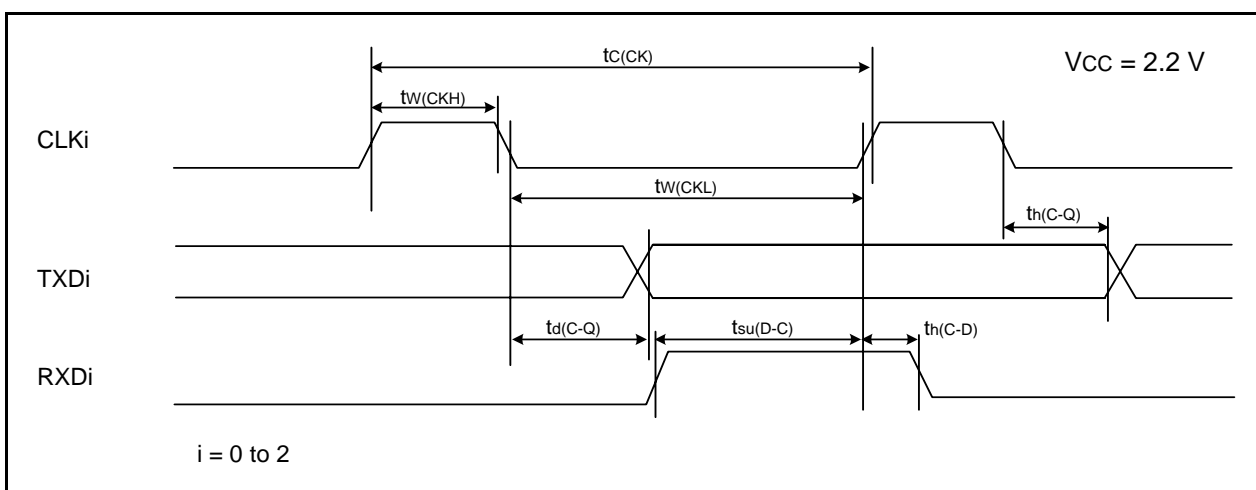 tC(CK)
VCC = 2.2 V
tW(CKH)
CLKi
tW(CKL)
th(C-Q)
TXDi
td(C-Q)
tsu(D-C)
th(C-D)
RXDi
i = 0 to 2